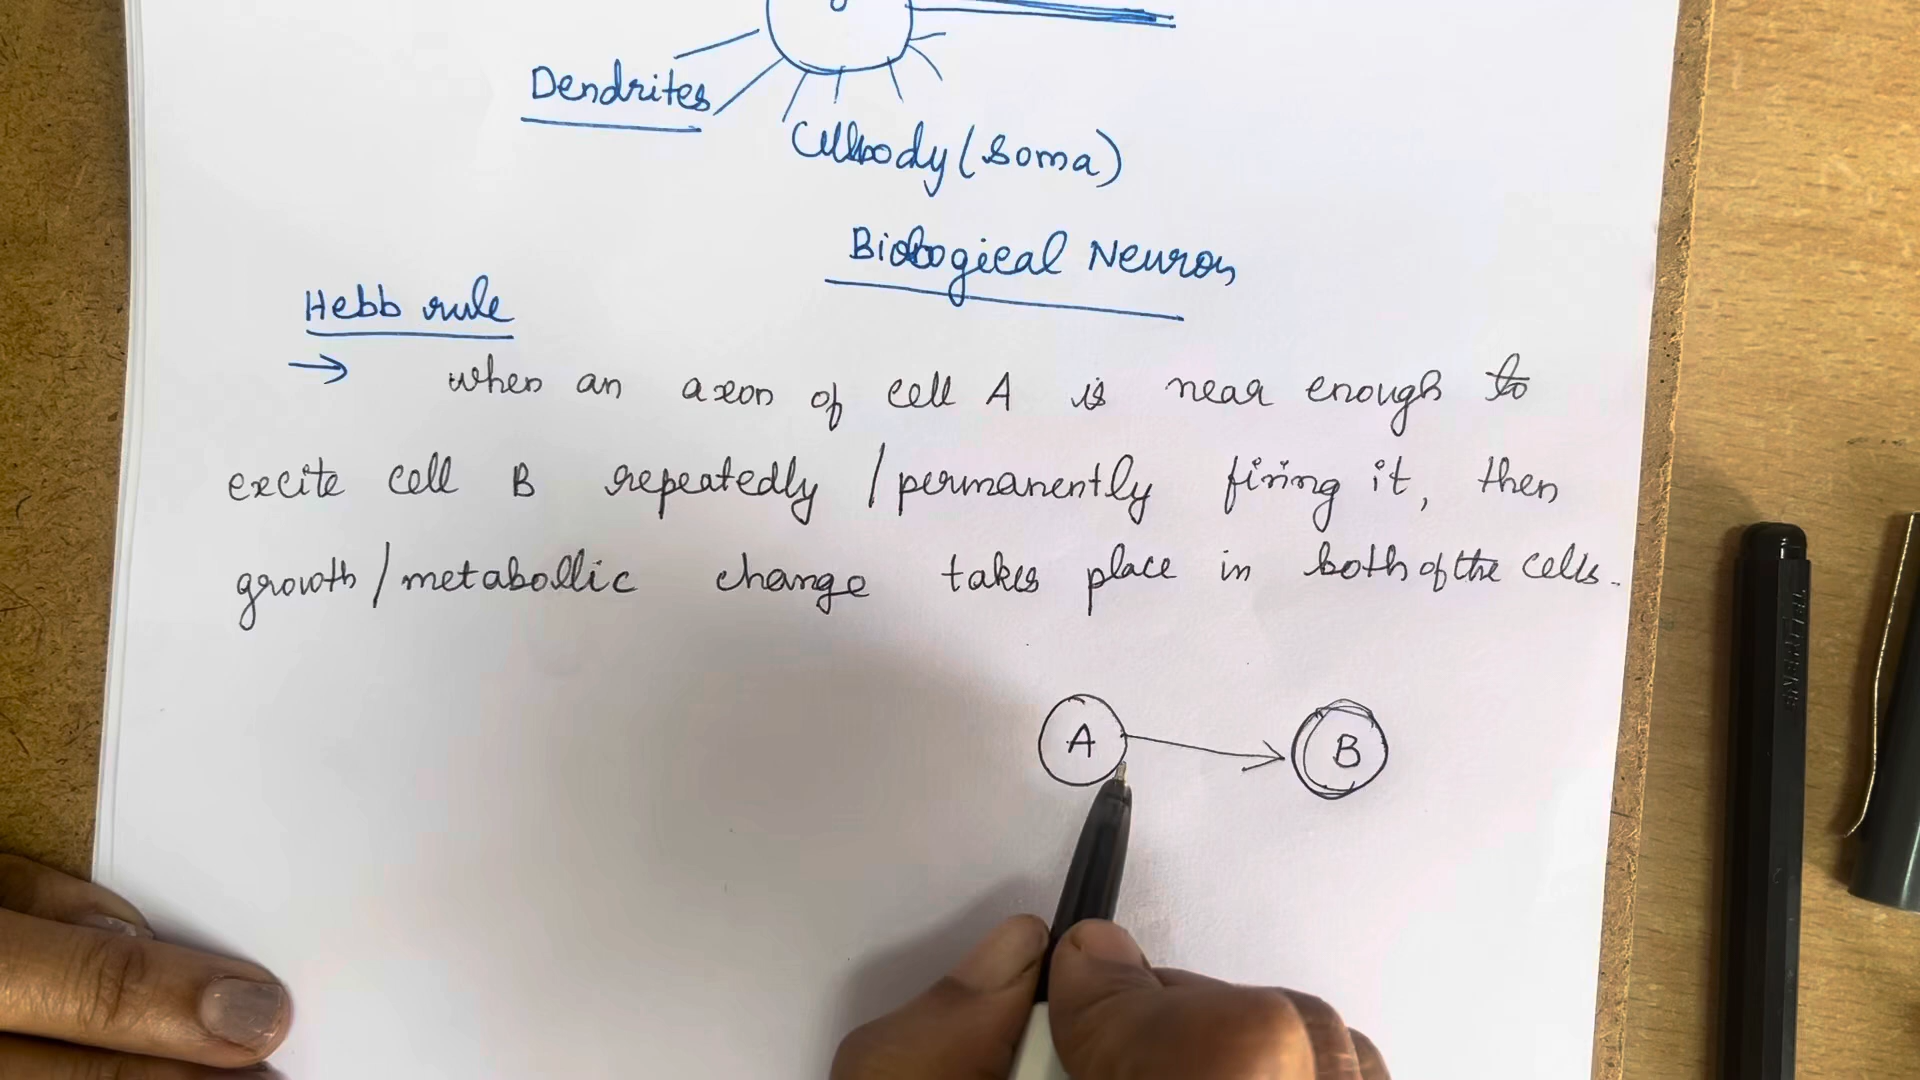 Dendrites
Cellbody (Soma)
Biological Neuron
Hebb rule
→ when an axon of cell A is near enough to
excite cell B repeatedly / permanently firing it, then
growth / metabollic change takes place in both of the cells.
A → B